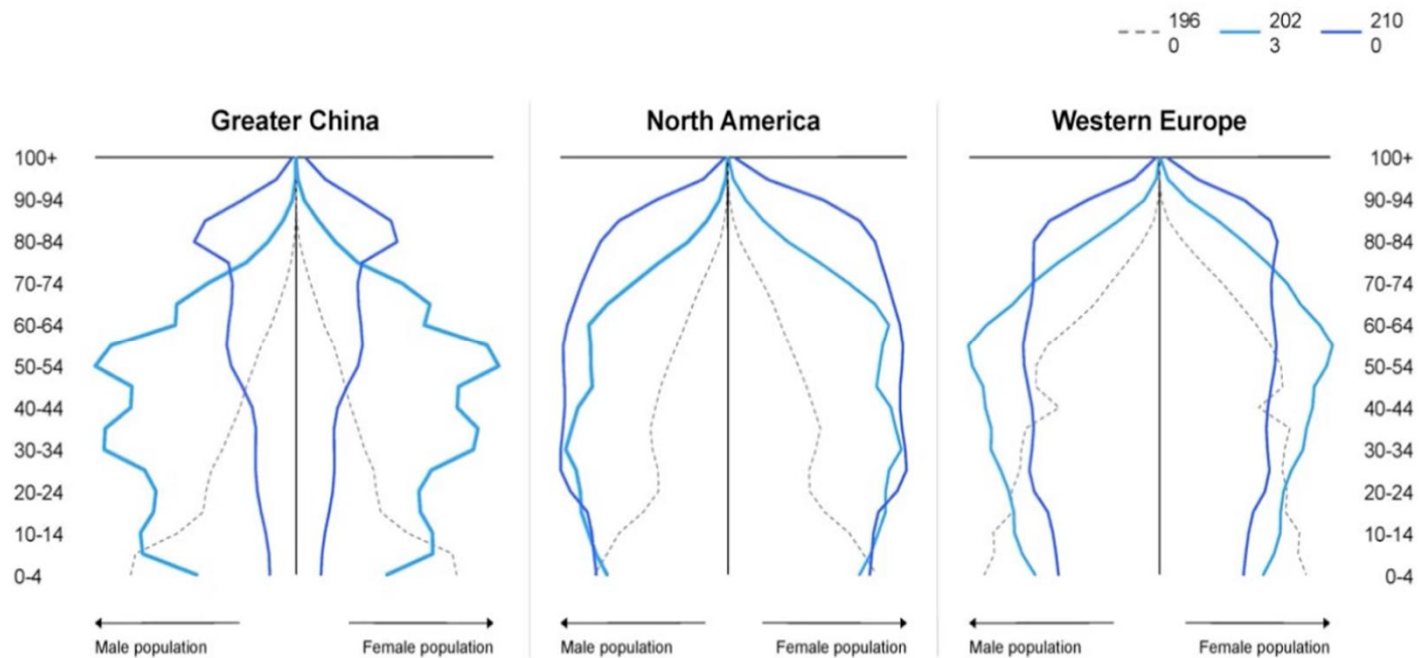 196 202 210
0 3 0
Greater China North America Western Europe
100+ 100+
90-94 90-94
80-84 80-84
70-74 70-74
60-64 60-64
50-54 50-54
40-44 40-44
30-34 30-34
20-24 20-24
10-14 10-14
0-4 0-4
Male population Female population Male population Female population Male population Female population